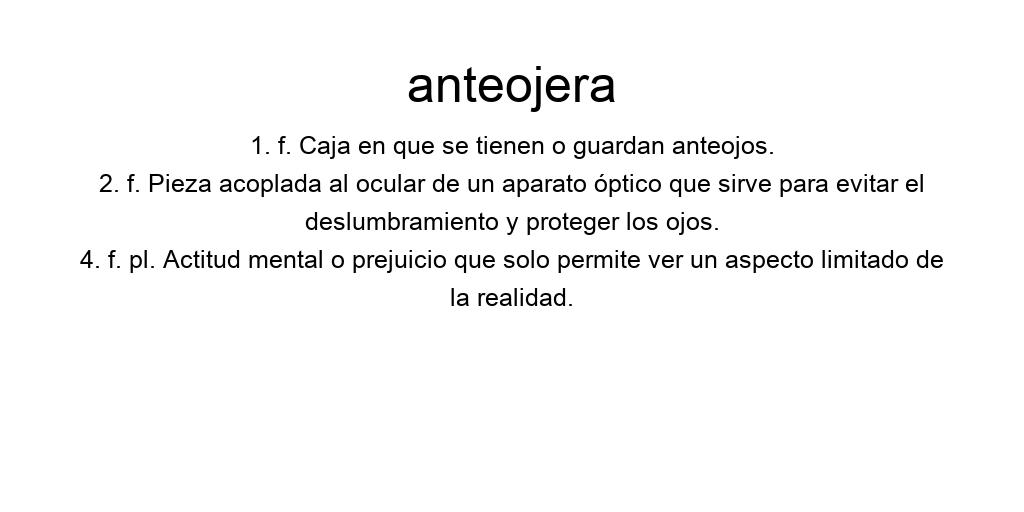 anteojera
1. f. Caja en que se tienen o guardan anteojos.
2. f. Pieza acoplada al ocular de un aparato óptico que sirve para evitar el
deslumbramiento y proteger los ojos.
4. f. pl. Actitud mental o prejuicio que solo permite ver un aspecto limitado de
la realidad.